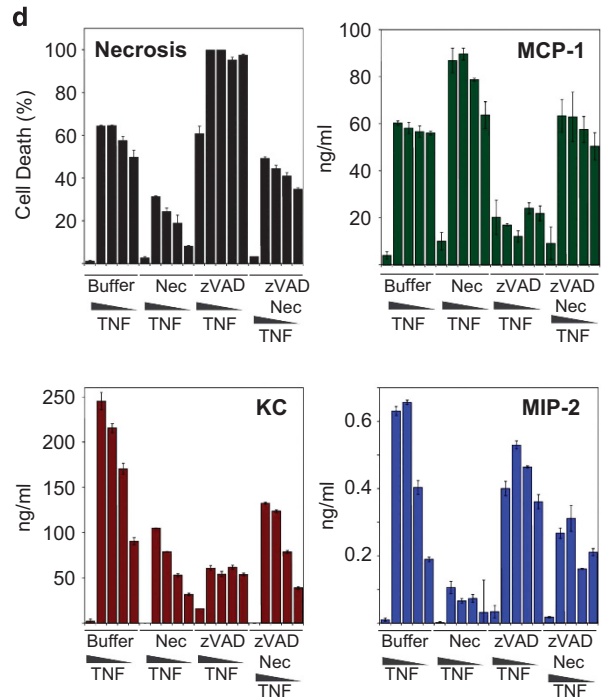 d
Necrosis
Cell Death (%)
100
80
60
40
20
Buffer Nec zVAD zVAD
Nec
TNF TNF TNF
TNF
MCP-1
ng/ml
100
80
60
40
20
Buffer Nec zVAD zVAD
Nec
TNF TNF TNF
TNF
KC
ng/ml
250
200
150
100
50
Buffer Nec zVAD zVAD
Nec
TNF TNF TNF
TNF
MIP-2
ng/ml
0.6
0.4
0.2
Buffer Nec zVAD zVAD
Nec
TNF TNF TNF
TNF